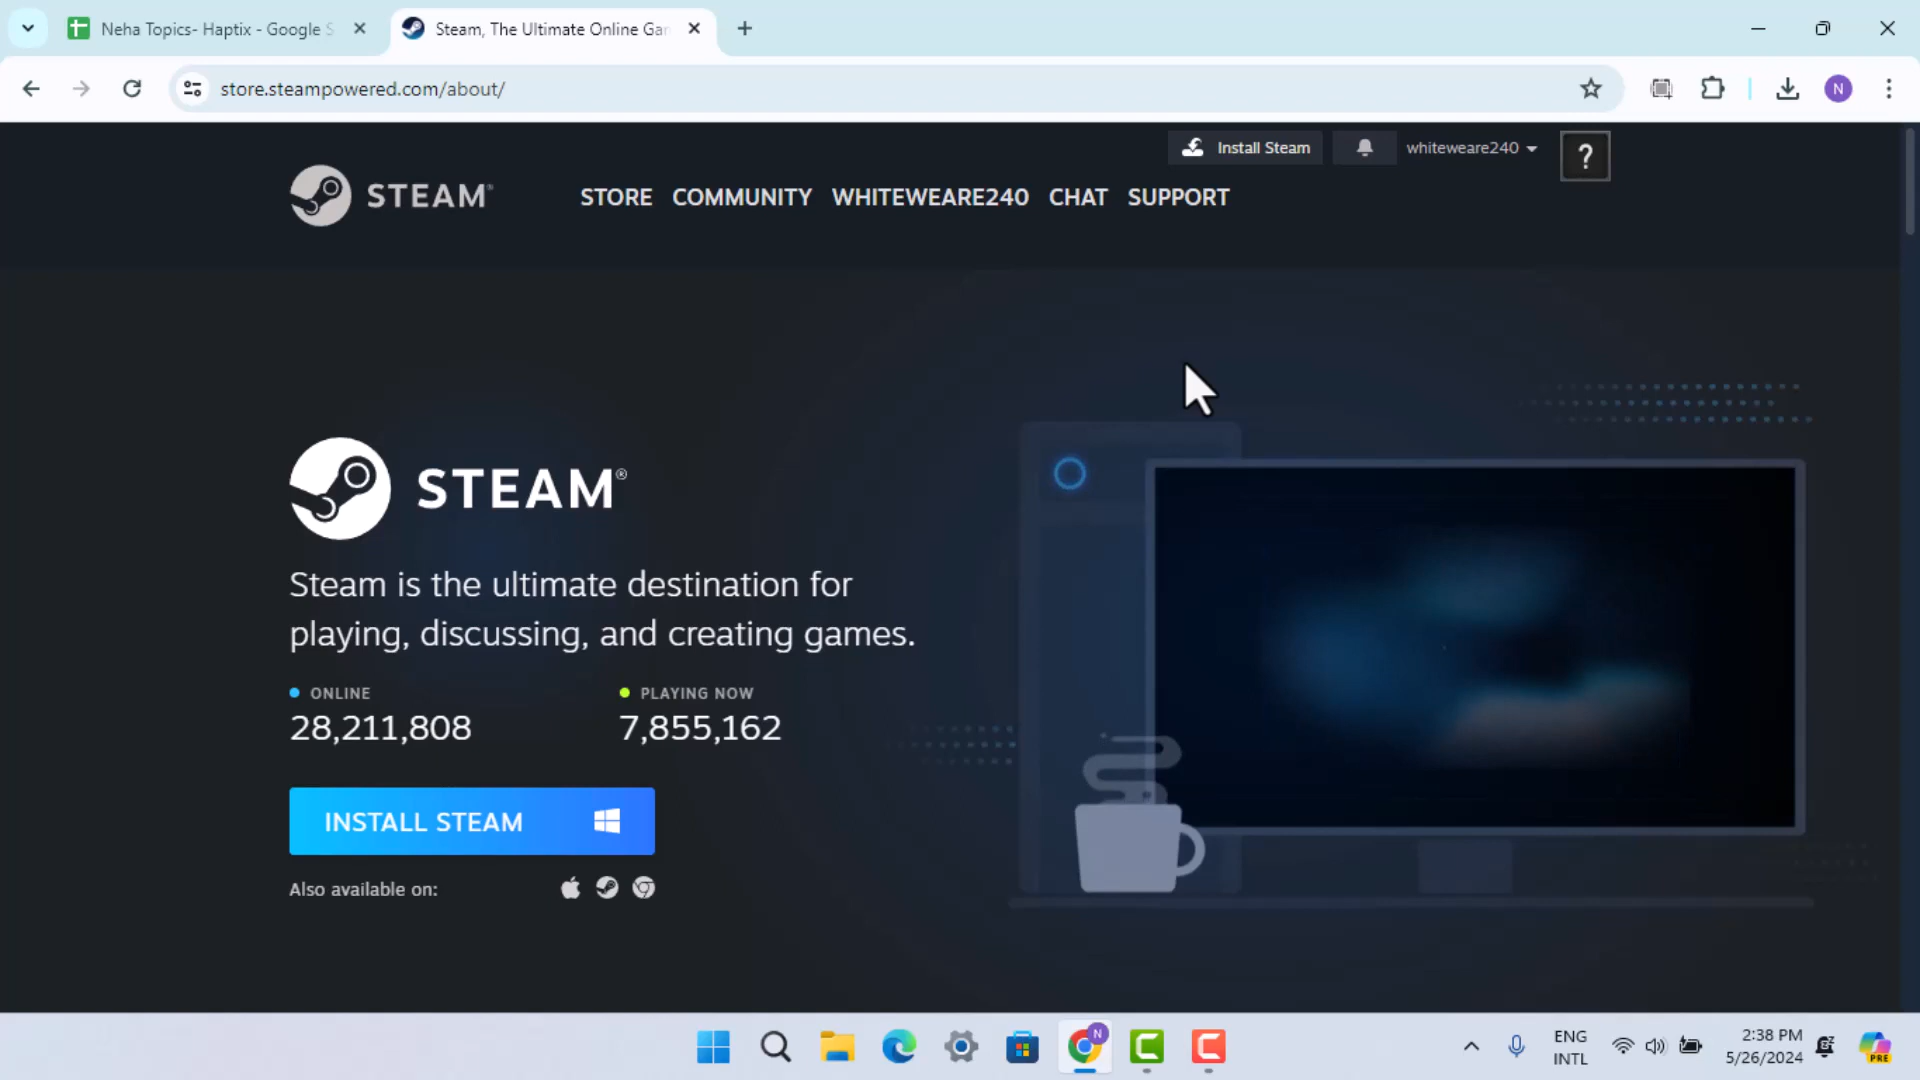 Neha Topics- Haptix - Google S
Steam, The Ultimate Online Gam
store.steampowered.com/about/
N
Install Steam
whiteweare240
?
STEAM®
STORE COMMUNITY WHITEWEARE240 CHAT SUPPORT
STEAM®
Steam is the ultimate destination for
playing, discussing, and creating games.
ONLINE
28,211,808
PLAYING NOW
7,855,162
INSTALL STEAM
Also available on:
N
ENG
INTL
2:38 PM
5/26/2024
PRE